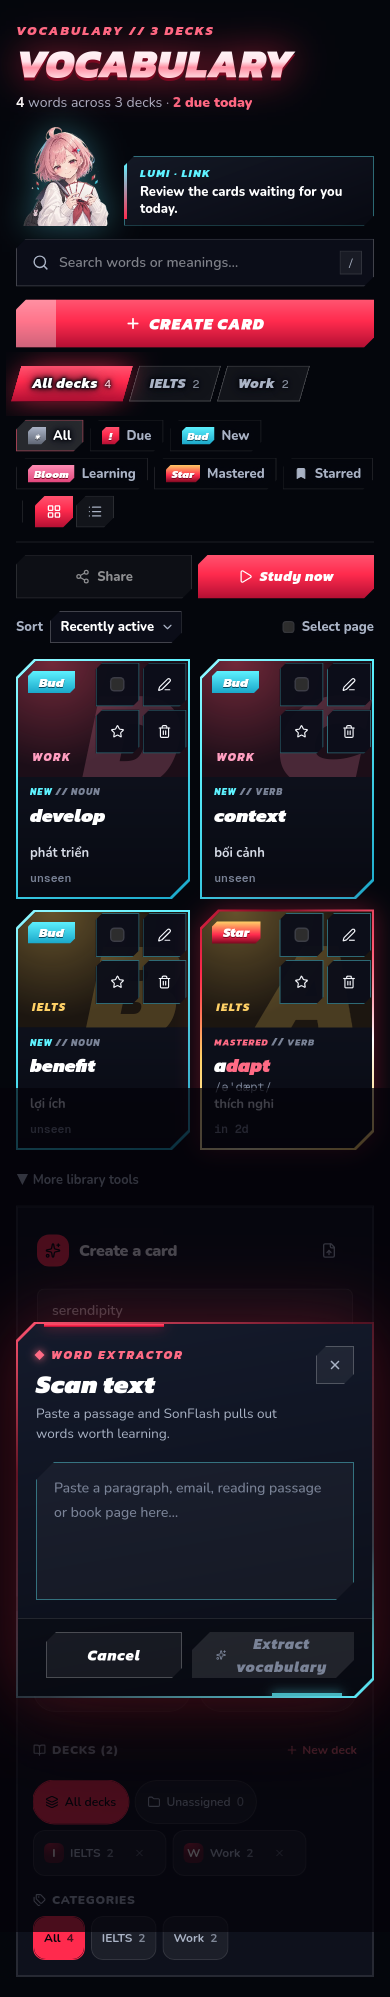 VOCABULARY // 3 DECKS
VOCABULARY
4 words across 3 decks · 2 due today
LUMI · LINK
Review the cards waiting for you
today.
Search words or meanings... /
+ CREATE CARD
All decks 4 IELTS 2 Work 2
All ! Due Bud New
Bloom Learning Star Mastered Starred
Share Study now
Sort Recently active Select page
Bud Bud
WORK WORK
NEW // NOUN NEW // VERB
develop context
phát triển bối cảnh
unseen unseen
Bud Star
IELTS IELTS
NEW // NOUN MASTERED // VERB
benefit adapt
/əˈdæpt/
lợi ích thích nghi
unseen in 2d
▼ More library tools
Create a card
serendipity
WORD EXTRACTOR
Scan text
Paste a passage and SonFlash pulls out
words worth learning.
Paste a paragraph, email, reading passage
or book page here...
Cancel Extract
vocabulary
DECKS (2) + New deck
All decks Unassigned 0
I IELTS 2 × W Work 2 ×
CATEGORIES
All 4 IELTS 2 Work 2